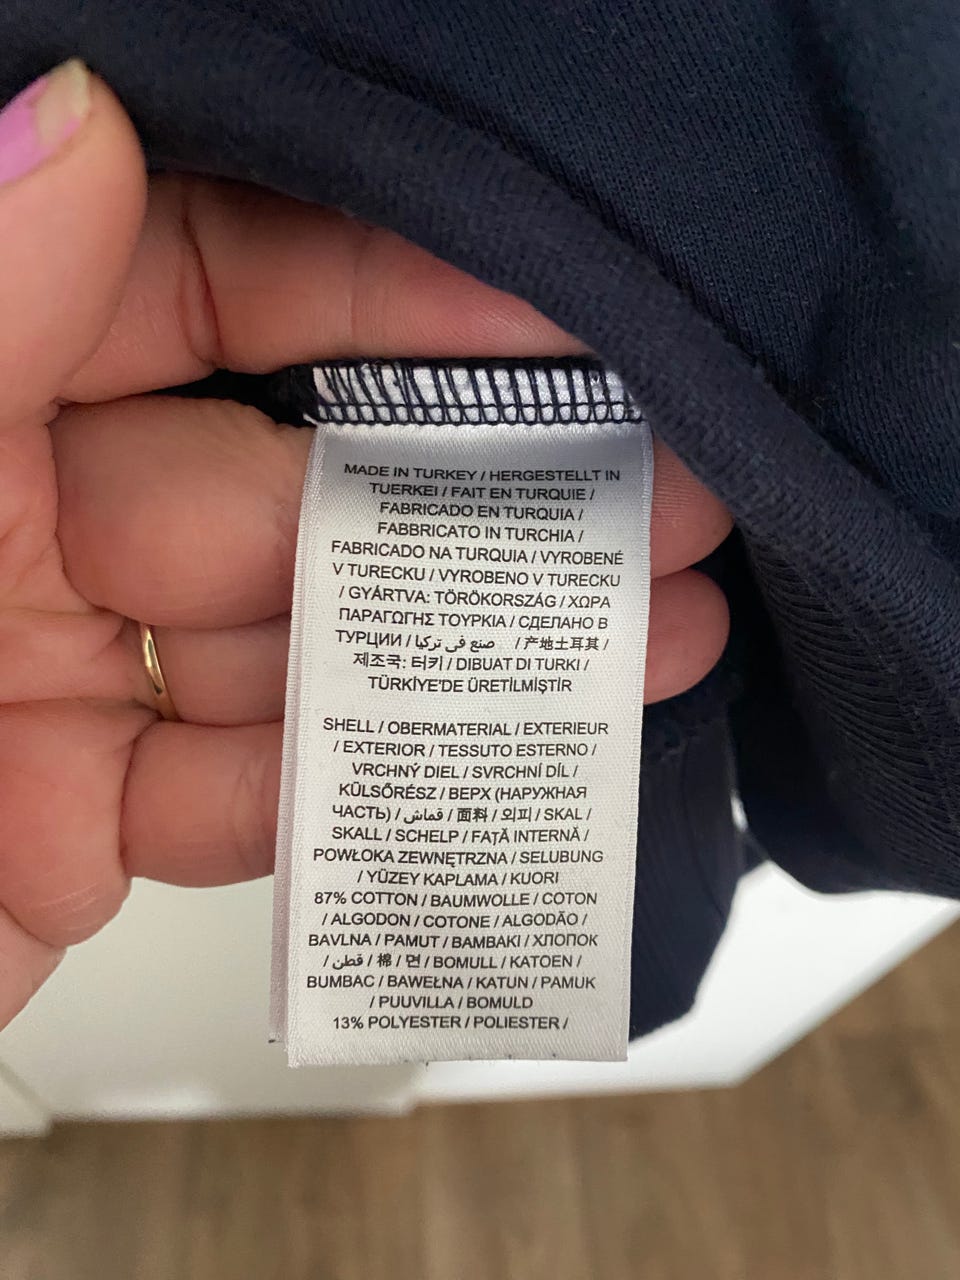 MADE IN TURKEY / HERGESTELLT IN
TUERKEI / FAIT EN TURQUIE /
FABRICADO EN TURQUIA /
FABBRICATO IN TURCHIA /
FABRICADO NA TURQUIA / VYROBENÉ
V TURECKU / VYROBENO V TURECKU
/ GYÁRTVA: TÖRÖKORSZÁG / ΧΩΡΑ
ΠΑΡΑΓΩΓΗΣ ΤΟΥΡΚΙΑ / СДЕЛАНО В
ТУРЦИИ / صنع في تركيا / 产地土耳其 /
제조국: 터키 / DIBUAT DI TURKI /
TÜRKİYE'DE ÜRETİLMİŞTİR
SHELL / OBERMATERIAL / EXTERIEUR
/ EXTERIOR / TESSUTO ESTERNO /
VRCHNÝ DIEL / SVRCHNÍ DÍL /
KÜLSŐRÉSZ / ВЕРХ (НАРУЖНАЯ
ЧАСТЬ) / قماش / 面料 / 외피 / SKAL /
SKALL / SCHELP / FAȚĂ INTERNĂ /
POWŁOKA ZEWNĘTRZNA / SELUBUNG
/ YÜZEY KAPLAMA / KUORI
87% COTTON / BAUMWOLLE / COTON
/ ALGODON / COTONE / ALGODÃO /
BAVLNA / PAMUT / BAMBAKI / ХЛОПОК
/ قطن / 棉 / 면 / BOMULL / KATOEN /
BUMBAC / BAWEŁNA / KATUN / PAMUK
/ PUUVILLA / BOMULD
13% POLYESTER / POLIESTER /